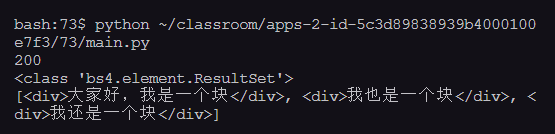 bash:73$ python ~/classroom/apps-2-id-5c3d89838939b4000100
e7f3/73/main.py
200
<class 'bs4.element.ResultSet'>
[<div>大家好，我是一个块</div>, <div>我也是一个块</div>, <
div>我还是一个块</div>]